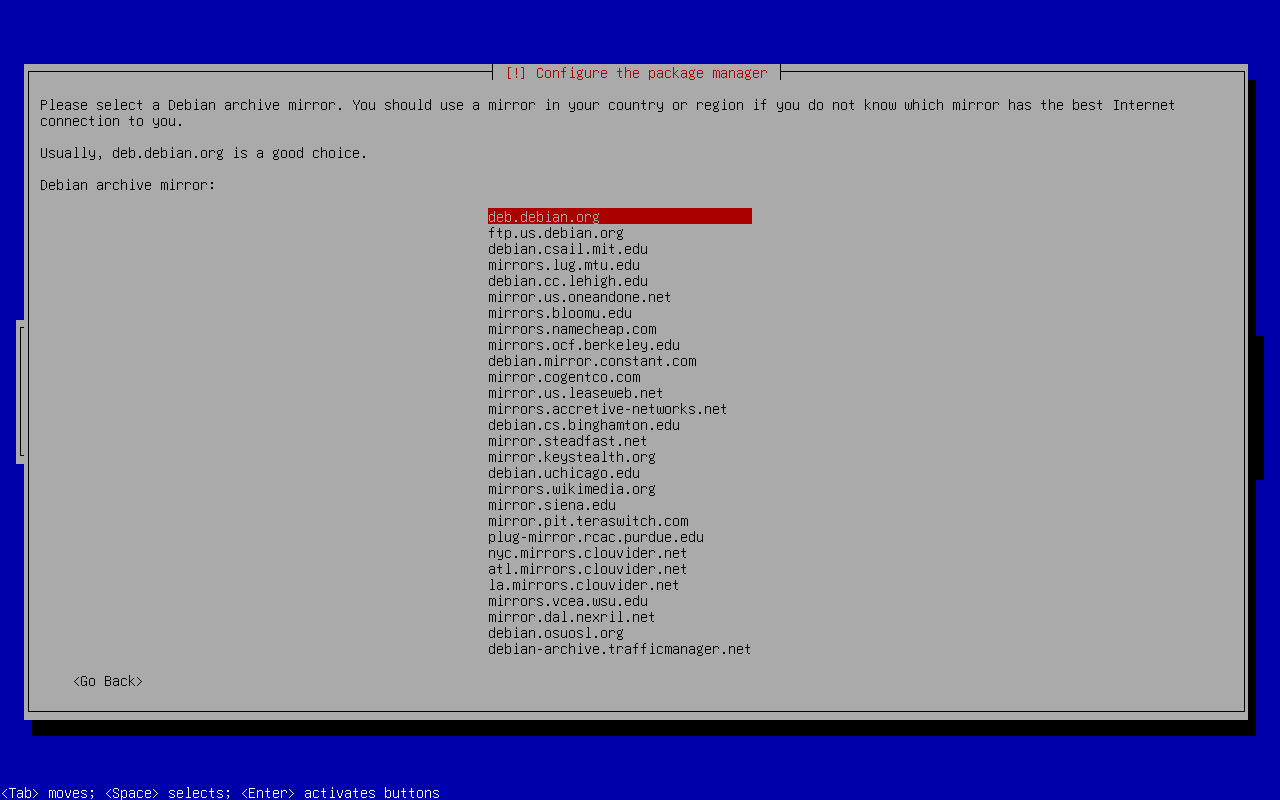 [!] Configure the package manager
Please select a Debian archive mirror. You should use a mirror in your country or region if you do not know which mirror has the best Internet
connection to you.
Usually, deb.debian.org is a good choice.
Debian archive mirror:
deb.debian.org
ftp.us.debian.org
debian.csail.mit.edu
mirrors.lug.mtu.edu
debian.cc.lehigh.edu
mirror.us.oneandone.net
mirrors.bloomu.edu
mirrors.namecheap.com
mirrors.ocf.berkeley.edu
debian.mirror.constant.com
mirror.cogentco.com
mirror.us.leaseweb.net
mirrors.accretive-networks.net
debian.cs.binghamton.edu
mirror.steadfast.net
mirror.keystealth.org
debian.uchicago.edu
mirrors.wikimedia.org
mirror.siena.edu
mirror.pit.teraswitch.com
plug-mirror.rcac.purdue.edu
nyc.mirrors.clouvider.net
atl.mirrors.clouvider.net
la.mirrors.clouvider.net
mirrors.vcea.wsu.edu
mirror.dal.nexril.net
debian.osuosl.org
debian-archive.trafficmanager.net
<Go Back>
<Tab> moves; <Space> selects; <Enter> activates buttons